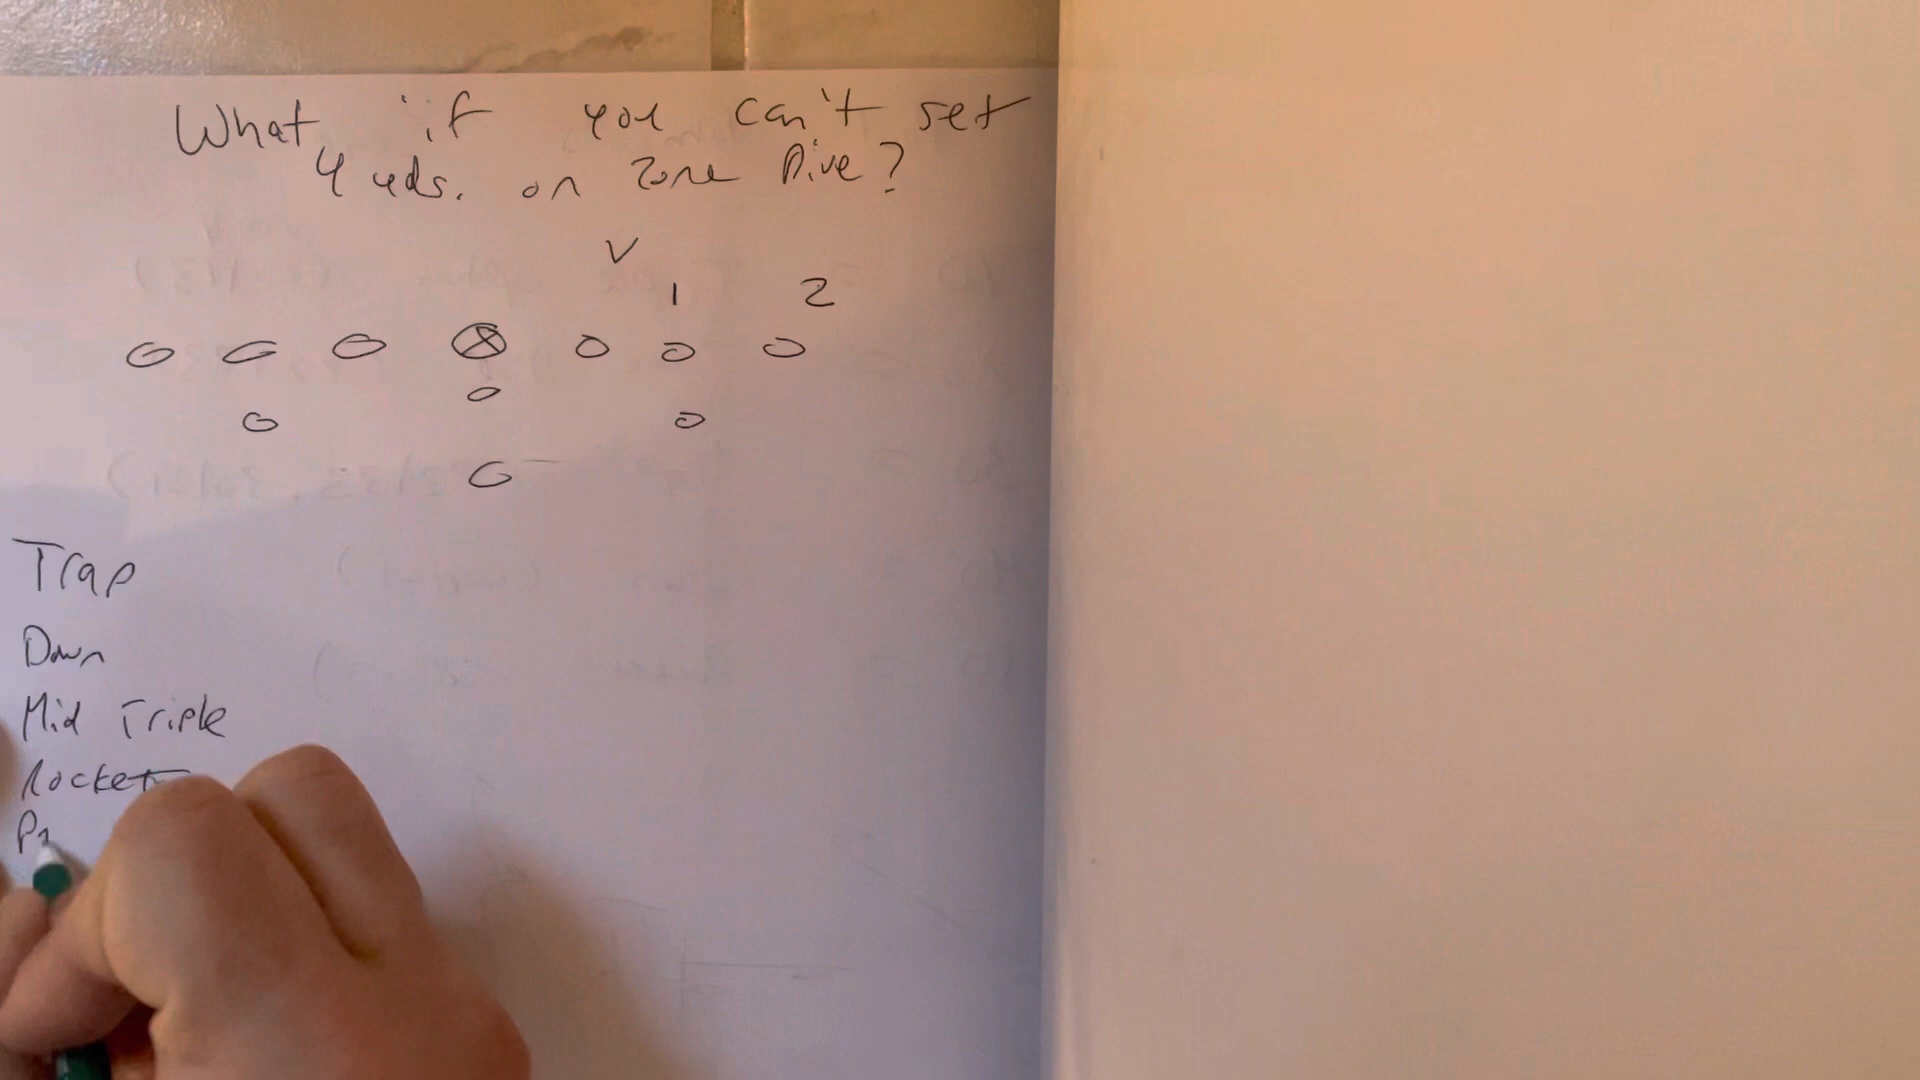 What if you can't get
4 yds. on Zone Dive?
V
1 2
Trap
Down
Mid Triple
Rocket